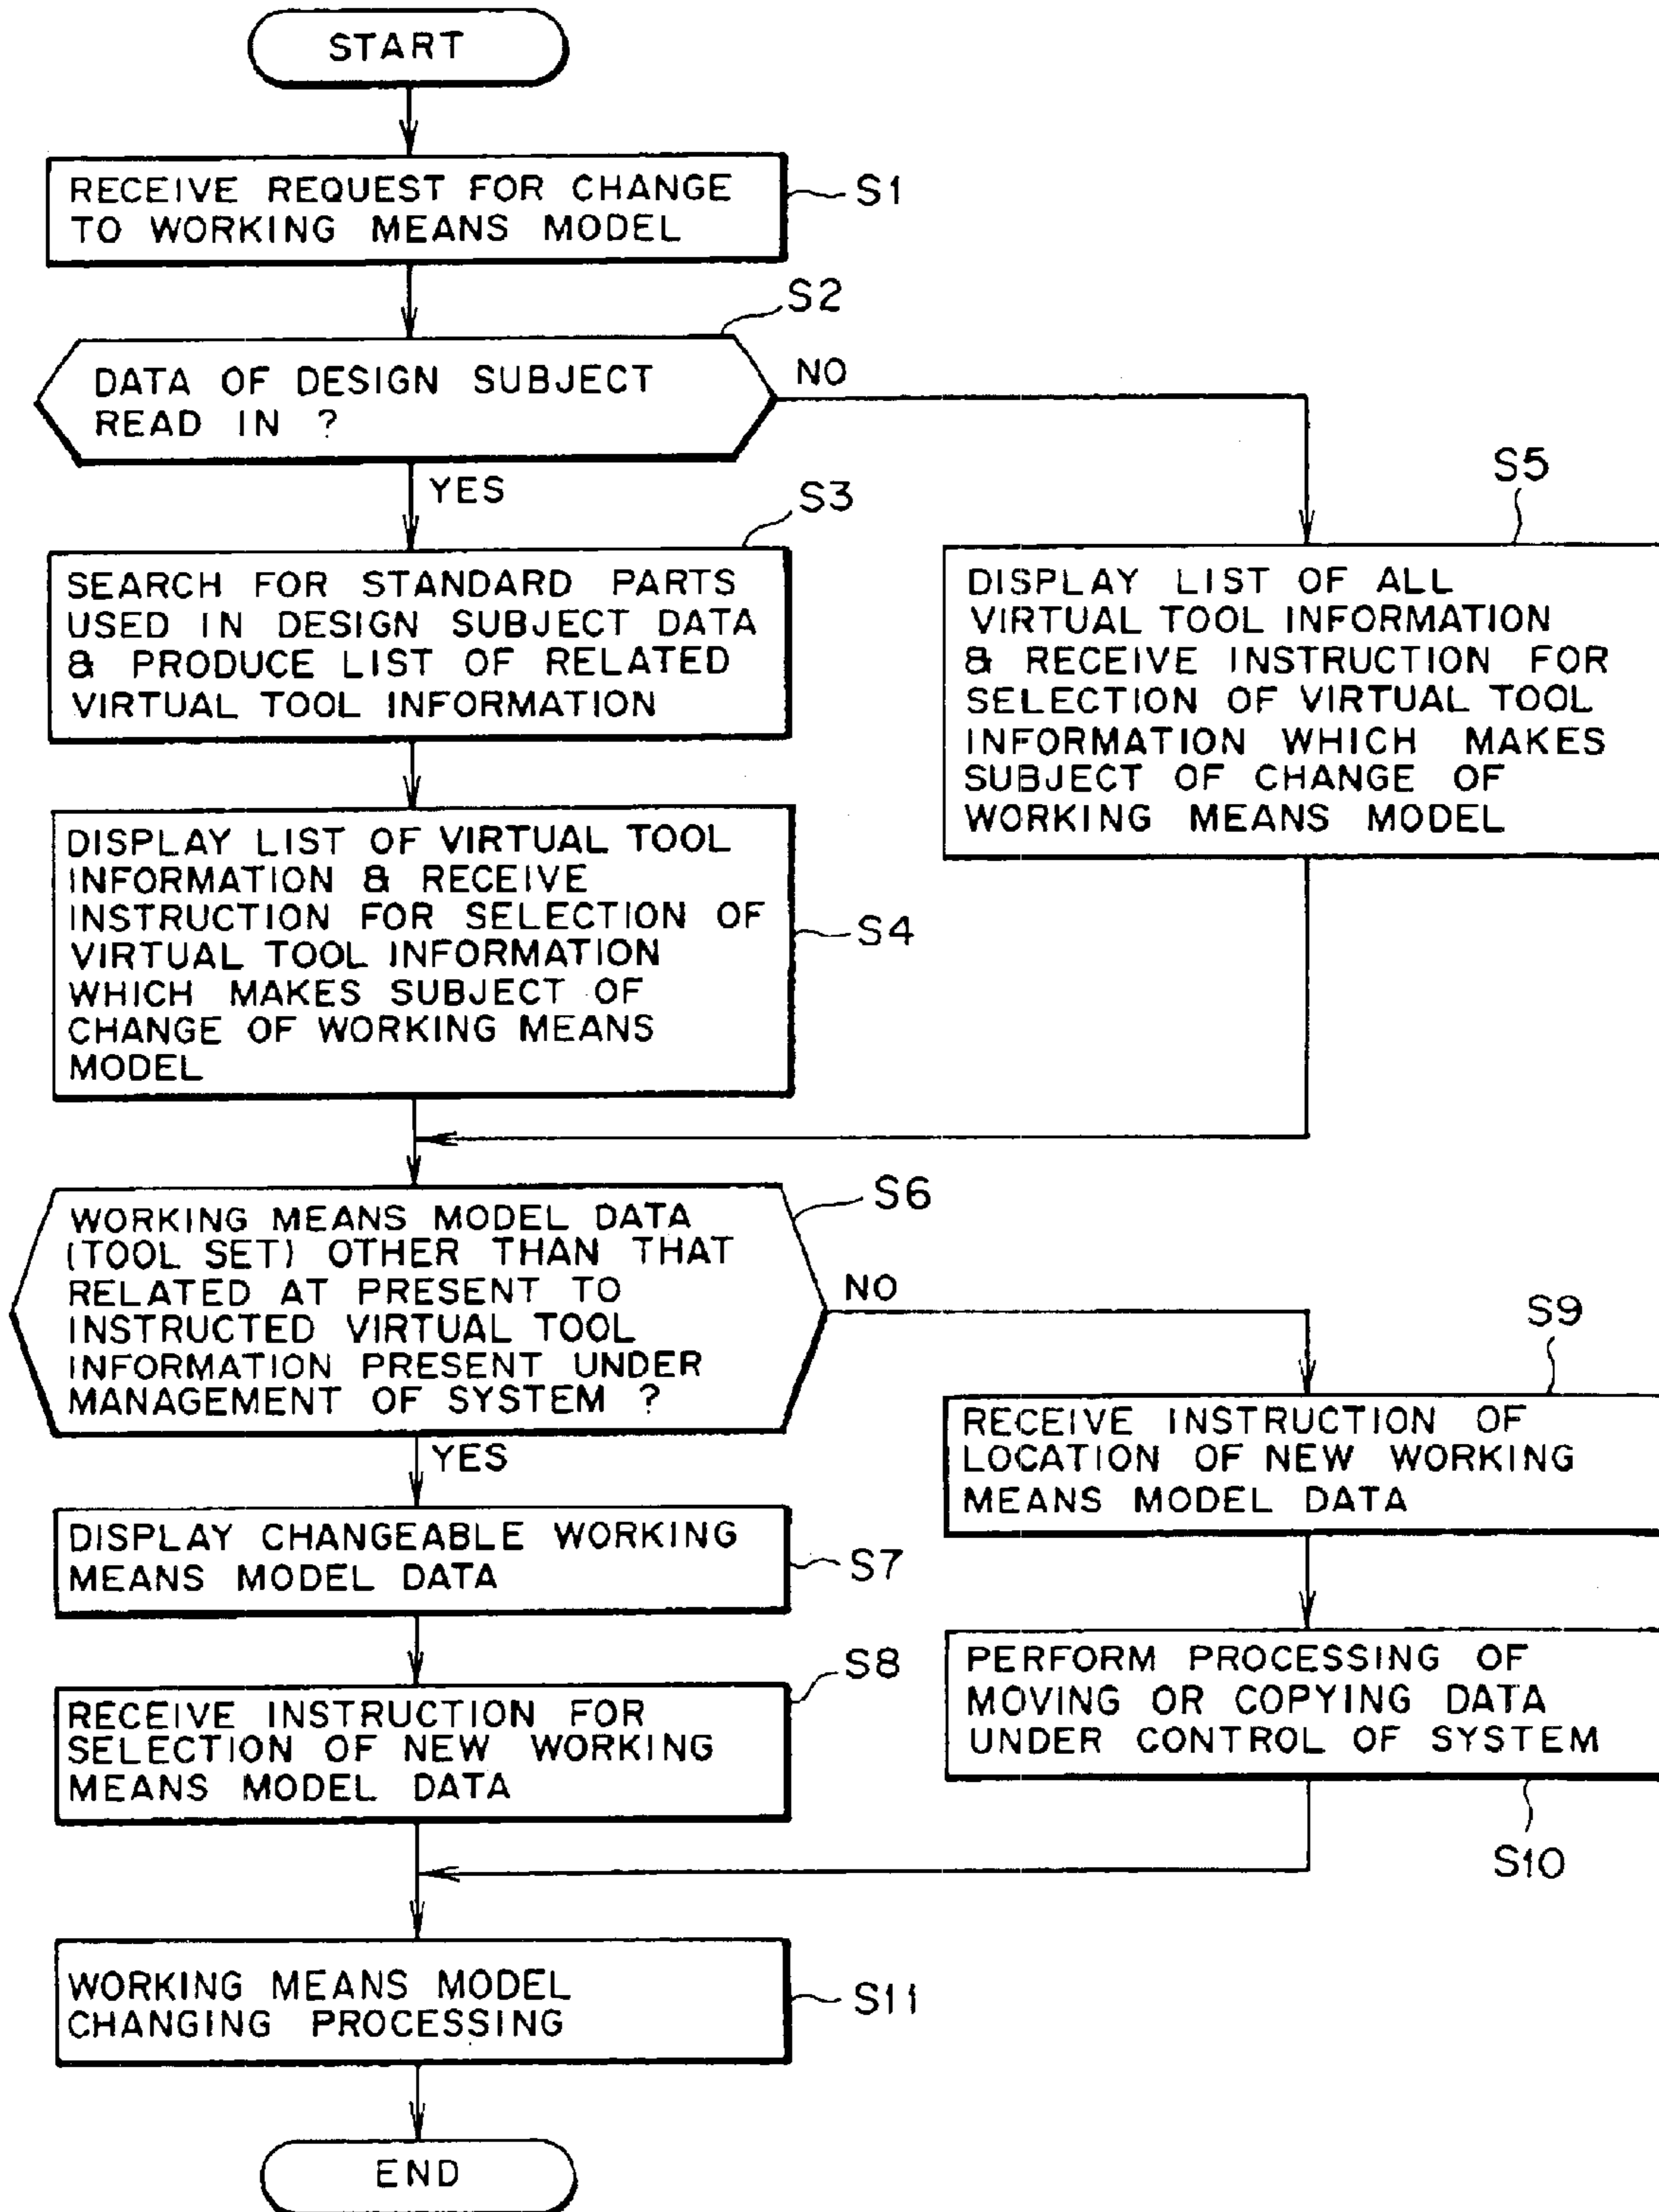 START
RECEIVE REQUEST FOR CHANGE
TO WORKING MEANS MODEL
S1
S2
DATA OF DESIGN SUBJECT
READ IN ?
NO
YES
S3
SEARCH FOR STANDARD PARTS
USED IN DESIGN SUBJECT DATA
& PRODUCE LIST OF RELATED
VIRTUAL TOOL INFORMATION
S5
DISPLAY LIST OF ALL
VIRTUAL TOOL INFORMATION
& RECEIVE INSTRUCTION FOR
SELECTION OF VIRTUAL TOOL
INFORMATION WHICH MAKES
SUBJECT OF CHANGE OF
WORKING MEANS MODEL
DISPLAY LIST OF VIRTUAL TOOL
INFORMATION & RECEIVE
INSTRUCTION FOR SELECTION OF
VIRTUAL TOOL INFORMATION
WHICH MAKES SUBJECT OF
CHANGE OF WORKING MEANS
MODEL
S4
S6
WORKING MEANS MODEL DATA
(TOOL SET) OTHER THAN THAT
RELATED AT PRESENT TO
INSTRUCTED VIRTUAL TOOL
INFORMATION PRESENT UNDER
MANAGEMENT OF SYSTEM ?
NO
YES
S9
RECEIVE INSTRUCTION OF
LOCATION OF NEW WORKING
MEANS MODEL DATA
DISPLAY CHANGEABLE WORKING
MEANS MODEL DATA
S7
S8
RECEIVE INSTRUCTION FOR
SELECTION OF NEW WORKING
MEANS MODEL DATA
PERFORM PROCESSING OF
MOVING OR COPYING DATA
UNDER CONTROL OF SYSTEM
S10
WORKING MEANS MODEL
CHANGING PROCESSING
S11
END